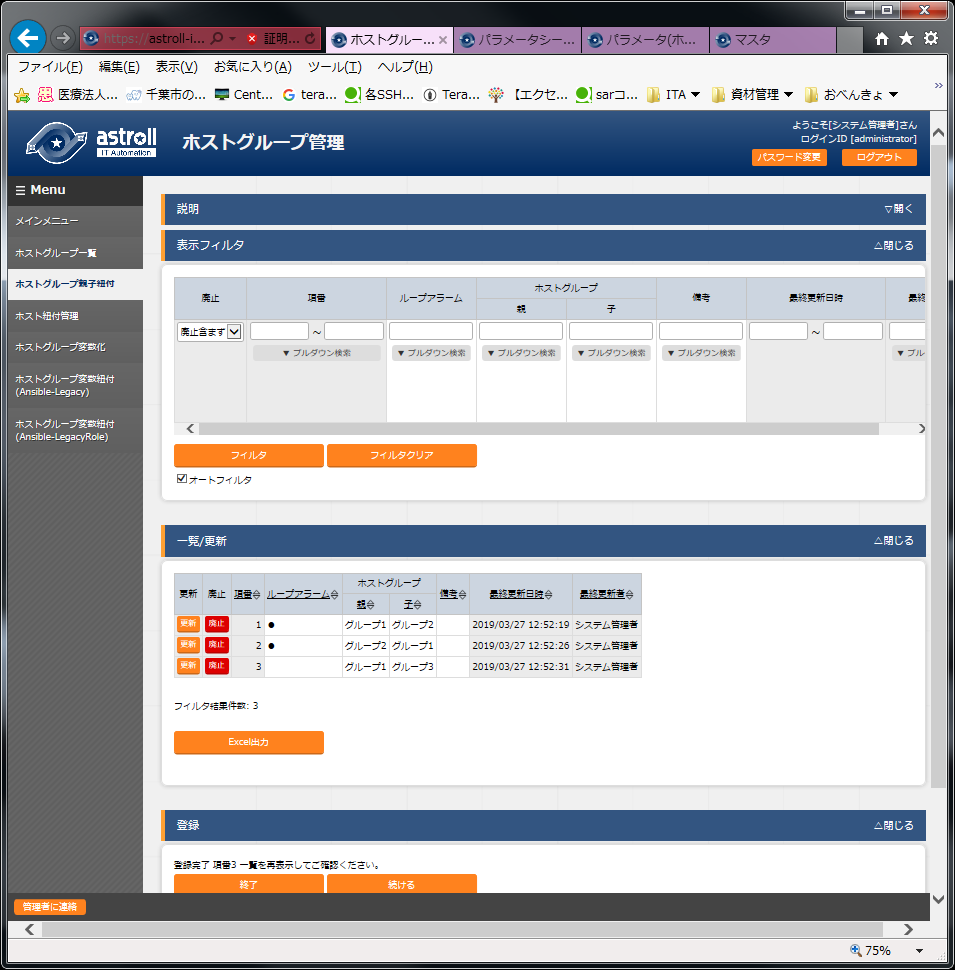 https://astroll-i... 証明... ホストグルー... パラメータシー... パラメータ(ホ... マスタ
ファイル(F) 編集(E) 表示(V) お気に入り(A) ツール(T) ヘルプ(H)
医療法人... 千葉市の... Cent... tera... 各SSH... Tera... 【エクセ... sarコ... ITA ▼ 資材管理 ▼ おべんきょ ▼ »
astroll
IT Automation
ホストグループ管理
ようこそ[システム管理者]さん
ログインID [administrator]
パスワード変更 ログアウト
☰ Menu
メインメニュー
ホストグループ一覧
ホストグループ親子紐付
ホスト紐付管理
ホストグループ変数化
ホストグループ変数紐付
(Ansible-Legacy)
ホストグループ変数紐付
(Ansible-LegacyRole)
説明 ▽開く
表示フィルタ △閉じる
廃止 項番 ループアラーム ホストグループ 備考 最終更新日時 最終
親 子
廃止含まず ～ ～
▼ プルダウン検索 ▼ プルダウン検索 ▼ プルダウン検索 ▼ プルダウン検索 ▼ プルダウン検索 ▼ プル
フィルタ フィルタクリア
オートフィルタ
一覧/更新 △閉じる
更新 廃止 項番 ループアラーム ホストグループ 備考 最終更新日時 最終更新者
親 子
更新 廃止 1 ● グループ1 グループ2 2019/03/27 12:52:19 システム管理者
更新 廃止 2 ● グループ2 グループ1 2019/03/27 12:52:26 システム管理者
更新 廃止 3 グループ1 グループ3 2019/03/27 12:52:31 システム管理者
フィルタ結果件数: 3
Excel出力
登録 △閉じる
登録完了 項番3 一覧を再表示してご確認ください。
終了 続ける
管理者に連絡
75%